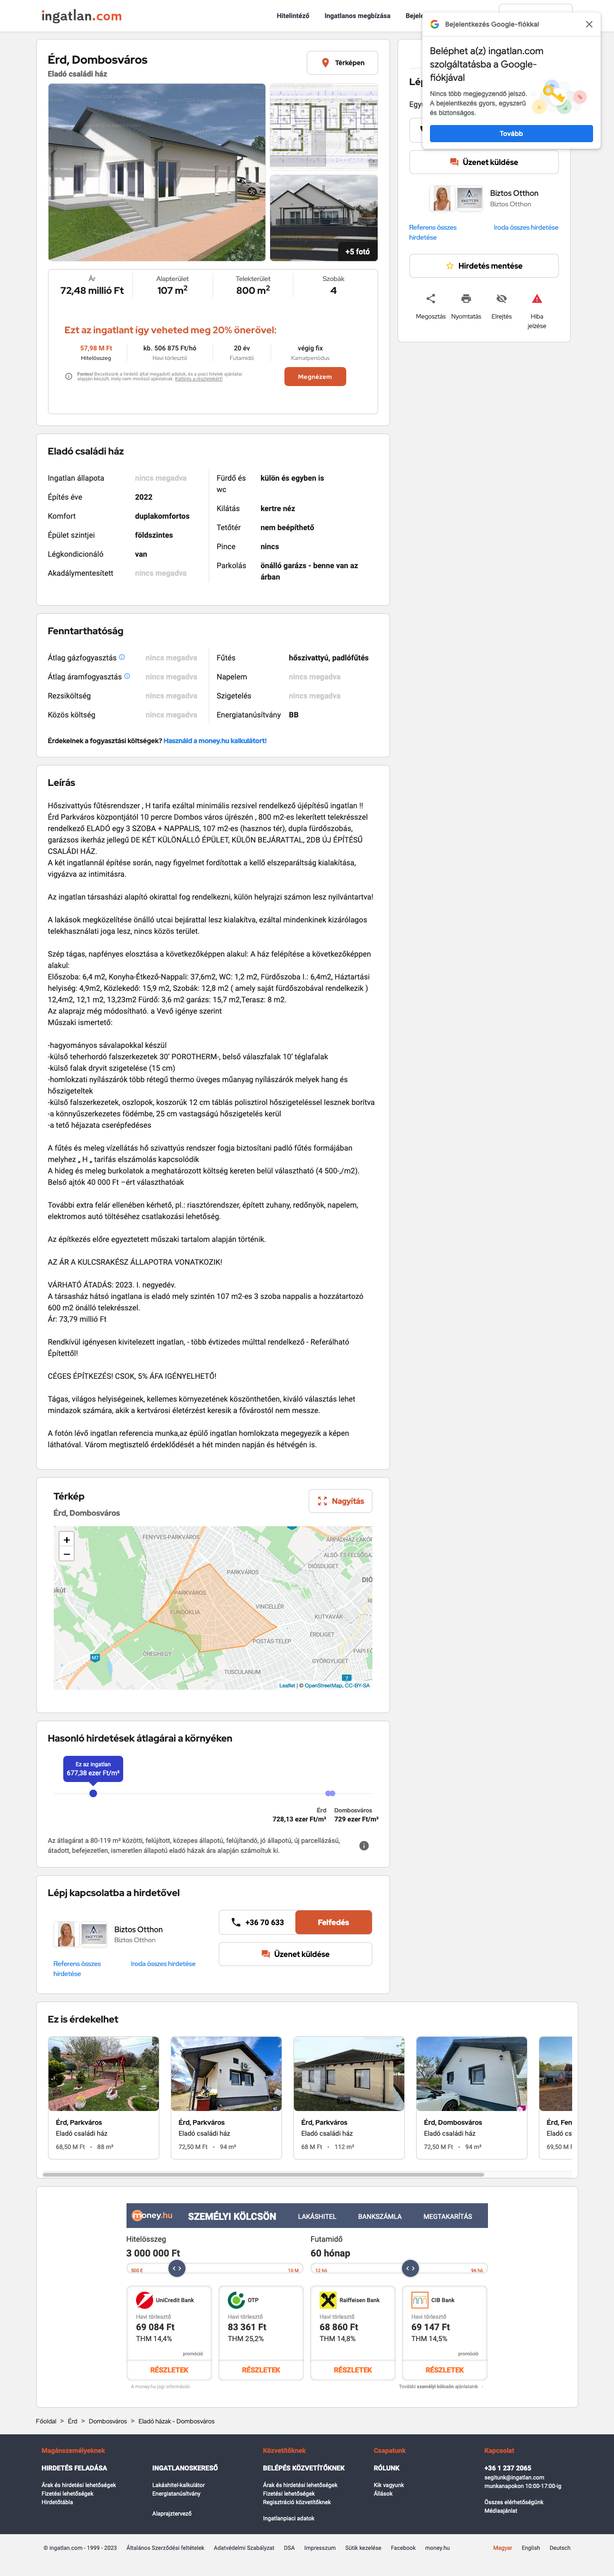 ingatlan.com
Hitelintéző
Ingatlanos megbízása
Bejelentkezés Google-fiókkal
Beléphet a(z) ingatlan.com
szolgáltatásba a Google-
fiókjával
Nincs több megjegyzendő jelszó.
A bejelentkezés gyors, egyszerű
és biztonságos.
Tovább
Érd, Dombosváros
Eladó családi ház
Térképen
+5 fotó
Üzenet küldése
Biztos Otthon
Biztos Otthon
Referens összes
hirdetése
Iroda összes hirdetése
Hirdetés mentése
Megosztás
Nyomtatás
Elrejtés
Hiba
jelzése
Ár
72,48 millió Ft
Alapterület
107 m²
Telekterület
800 m²
Szobák
4
Ezt az ingatlant így veheted meg 20% önerővel:
57,98 M Ft
Hitelösszeg
kb. 506 875 Ft/hó
Havi törlesztő
20 év
Futamidő
végig fix
Kamatperiódus
Fontos! Becslésünk a hirdető által megadott adatok, és a piaci hitelek ajánlatai
alapján készült, mely nem minősül ajánlatnak. Kattints a részletekért!
Megnézem
Eladó családi ház
Ingatlan állapota nincs megadva
Építés éve 2022
Komfort duplakomfortos
Épület szintjei földszintes
Légkondicionáló van
Akadálymentesített nincs megadva
Fürdő és
wc
külön és egyben is
Kilátás kertre néz
Tetőtér nem beépíthető
Pince nincs
Parkolás önálló garázs - benne van az
árban
Fenntarthatóság
Átlag gázfogyasztás nincs megadva
Átlag áramfogyasztás nincs megadva
Rezsiköltség nincs megadva
Közös költség nincs megadva
Fűtés hőszivattyú, padlófűtés
Napelem nincs megadva
Szigetelés nincs megadva
Energiatanúsítvány BB
Érdekelnek a fogyasztási költségek? Használd a money.hu kalkulátort!
Leírás
Hőszivattyús fűtésrendszer , H tarifa ezáltal minimális rezsivel rendelkező újépítésű ingatlan !!
Érd Parkváros központjától 10 percre Dombos város újrészén , 800 m2-es lekerített telekrésszel
rendelkező ELADÓ egy 3 SZOBA + NAPPALIS, 107 m2-es (hasznos tér), dupla fürdőszobás,
garázsos ikerház jellegű DE KÉT KÜLÖNÁLLÓ ÉPÜLET, KÜLÖN BEJÁRATTAL, 2DB ÚJ ÉPÍTÉSŰ
CSALÁDI HÁZ.
A két ingatlannál építése során, nagy figyelmet fordítottak a kellő elszeparáltság kialakítása,
vigyázva az intimitásra.
Az ingatlan társasházi alapító okirattal fog rendelkezni, külön helyrajzi számon lesz nyilvántartva!
A lakások megközelítése önálló utcai bejárattal lesz kialakítva, ezáltal mindenkinek kizárólagos
telekhasználati joga lesz, nincs közös terület.
Szép tágas, napfényes elosztása a következőképpen alakul: A ház felépítése a következőképpen
alakul:
Előszoba: 6,4 m2, Konyha-Étkező-Nappali: 37,6m2, WC: 1,2 m2, Fürdőszoba I.: 6,4m2, Háztartási
helyiség: 4,9m2, Közlekedő: 15,9 m2, Szobák: 12,8 m2 ( amely saját fürdőszobával rendelkezik )
12,4m2, 12,1 m2, 13,23m2 Fürdő: 3,6 m2 garázs: 15,7 m2,Terasz: 8 m2.
Az alaprajz még módosítható. a Vevő igénye szerint
Műszaki ismertető:
-hagyományos sávalapokkal készül
-külső teherhordó falszerkezetek 30’ POROTHERM-, belső válaszfalak 10’ téglafalak
-külső falak dryvit szigetelése (15 cm)
-homlokzati nyílászárók több rétegű thermo üveges műanyag nyílászárók melyek hang és
hőszigeteltek
-külső falszerkezetek, oszlopok, koszorúk 12 cm táblás polisztirol hőszigeteléssel lesznek borítva
-a könnyűszerkezetes födémbe, 25 cm vastagságú hőszigetelés kerül
-a tető héjazata cserépfedéses
A fűtés és meleg vízellátás hő szivattyús rendszer fogja biztosítani padló fűtés formájában
melyhez „ H „ tarifás elszámolás kapcsolódik
A hideg és meleg burkolatok a meghatározott költség kereten belül választható (4 500-,/m2).
Belső ajtók 40 000 Ft –ért választhatóak
További extra felár ellenében kérhető, pl.: riasztórendszer, épített zuhany, redőnyök, napelem,
elektromos autó töltéséhez csatlakozási lehetőség.
Az építkezés előre egyeztetett műszaki tartalom alapján történik.
AZ ÁR A KULCSRAKÉSZ ÁLLAPOTRA VONATKOZIK!
VÁRHATÓ ÁTADÁS: 2023. I. negyedév.
A társasház hátsó ingatlana is eladó mely szintén 107 m2-es 3 szoba nappalis a hozzátartozó
600 m2 önálló telekrésszel.
Ár: 73,79 millió Ft
Rendkívül igényesen kivitelezett ingatlan, - több évtizedes múlttal rendelkező - Referálható
Építettől!
CÉGES ÉPÍTKEZÉS! CSOK, 5% ÁFA IGÉNYELHETŐ!
Tágas, világos helyiségeinek, kellemes környezetének köszönthetően, kiváló választás lehet
mindazok számára, akik a kertvárosi életérzést keresik a fővárostól nem messze.
A fotón lévő ingatlan referencia munka,az épülő ingatlan homlokzata megegyezik a képen
láthatóval. Várom megtisztelő érdeklődését a hét minden napján és hétvégén is.
Térkép
Érd, Dombosváros
Nagyítás
+
−
FENYVES-PARKVÁROS
PARKVÁROS
DIÓSLIGET
PARKVÁROS
FUNDOKLIA
VINCELLÉR
KUTYAVÁR
ÉRDLIGET
POSTÁS-TELEP
ÖREGHEGY
GYÖRGYLIGET
TUSCULANUM
M7
Leaflet | © OpenStreetMap, CC-BY-SA
Hasonló hirdetések átlagárai a környéken
Ez az ingatlan
677,38 ezer Ft/m²
Érd
728,13 ezer Ft/m²
Dombosváros
729 ezer Ft/m²
Az átlagárat a 80-119 m² közötti, felújított, közepes állapotú, felújítandó, jó állapotú, új parcellázású,
átadott, befejezetlen, ismeretlen állapotú eladó házak ára alapján számoltuk ki.
Lépj kapcsolatba a hirdetővel
Biztos Otthon
Biztos Otthon
Referens összes
hirdetése
Iroda összes hirdetése
+36 70 633
Felfedés
Üzenet küldése
Ez is érdekelhet
Érd, Parkváros
Eladó családi ház
68,50 M Ft • 88 m²
Érd, Parkváros
Eladó családi ház
72,50 M Ft • 94 m²
Érd, Parkváros
Eladó családi ház
68 M Ft • 112 m²
Érd, Dombosváros
Eladó családi ház
72,50 M Ft • 94 m²
money.hu
SZEMÉLYI KÖLCSÖN
LAKÁSHITEL
BANKSZÁMLA
MEGTAKARÍTÁS
Hitelösszeg
3 000 000 Ft
Futamidő
60 hónap
UniCredit Bank
Havi törlesztő
69 084 Ft
THM 14,4%
promóció
RÉSZLETEK
OTP
Havi törlesztő
83 361 Ft
THM 25,2%
RÉSZLETEK
Raiffeisen Bank
Havi törlesztő
68 860 Ft
THM 14,8%
RÉSZLETEK
CIB Bank
Havi törlesztő
69 147 Ft
THM 14,5%
promóció
RÉSZLETEK
A money.hu jogi információi
További személyi kölcsön ajánlataink
Főoldal > Érd > Dombosváros > Eladó házak - Dombosváros
Magánszemélyeknek
HIRDETÉS FELADÁSA
Árak és hirdetési lehetőségek
Fizetési lehetőségek
Hirdetőtábla
INGATLANOSKERESŐ
Lakáshitel-kalkulátor
Energiatanúsítvány
Alaprajztervező
Közvetítőknek
BELÉPÉS KÖZVETÍTŐKNEK
Árak és hirdetési lehetőségek
Fizetési lehetőségek
Regisztráció közvetítőknek
Ingatlanpiaci adatok
Csapatunk
RÓLUNK
Kik vagyunk
Állások
Kapcsolat
+36 1 237 2065
segitunk@ingatlan.com
munkanapokon 10:00-17:00-ig
Összes elérhetőségünk
Médiaajánlat
© ingatlan.com - 1999 - 2023
Általános Szerződési feltételek
Adatvédelmi Szabályzat
DSA
Impresszum
Sütik kezelése
Facebook
money.hu
Magyar
English
Deutsch